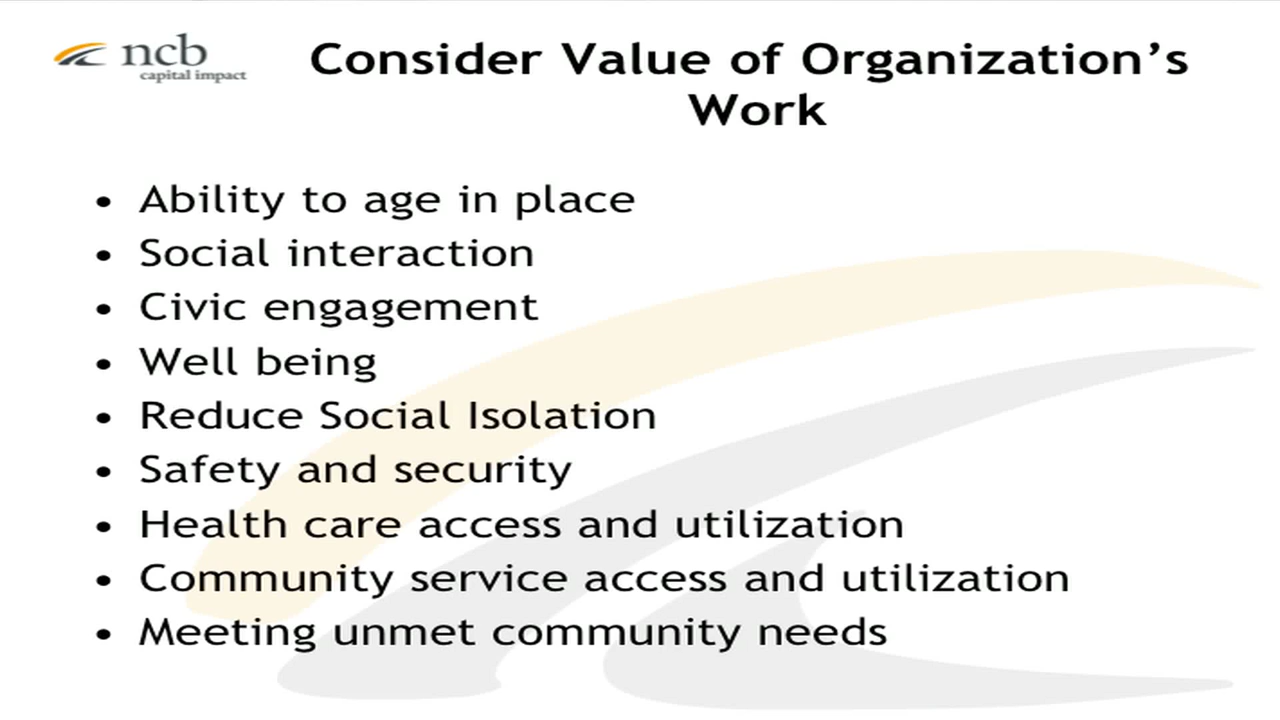 ncb
capital impact
Consider Value of Organization’s
Work
• Ability to age in place
• Social interaction
• Civic engagement
• Well being
• Reduce Social Isolation
• Safety and security
• Health care access and utilization
• Community service access and utilization
• Meeting unmet community needs